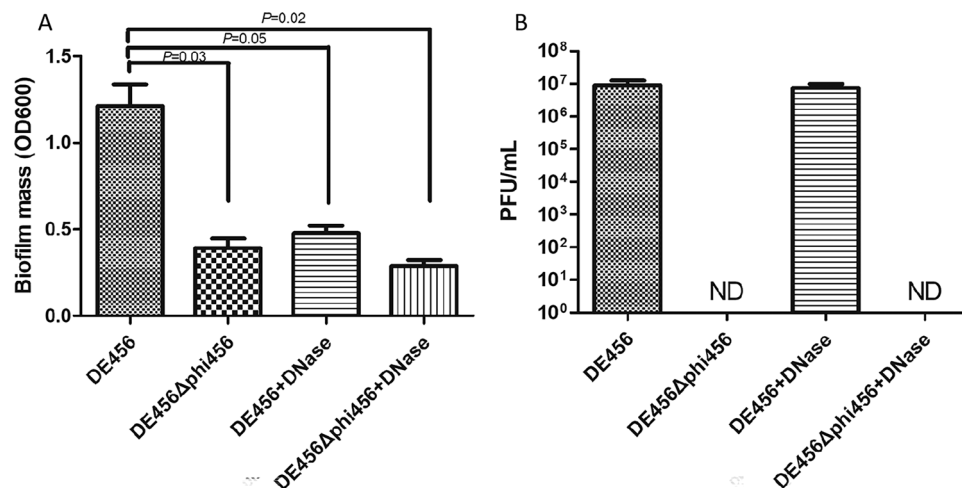 A
P=0.02
P=0.05
P=0.03
1.5
1.0
0.5
0.0
Biofilm mass (OD600)
DE456
DE456Δphi456
DE456+DNase
DE456Δphi456+DNase
B
10⁸
10⁷
10⁶
10⁵
10⁴
10³
10²
10¹
10⁰
PFU/mL
ND
ND
DE456
DE456Δphi456
DE456+DNase
DE456Δphi456+DNase